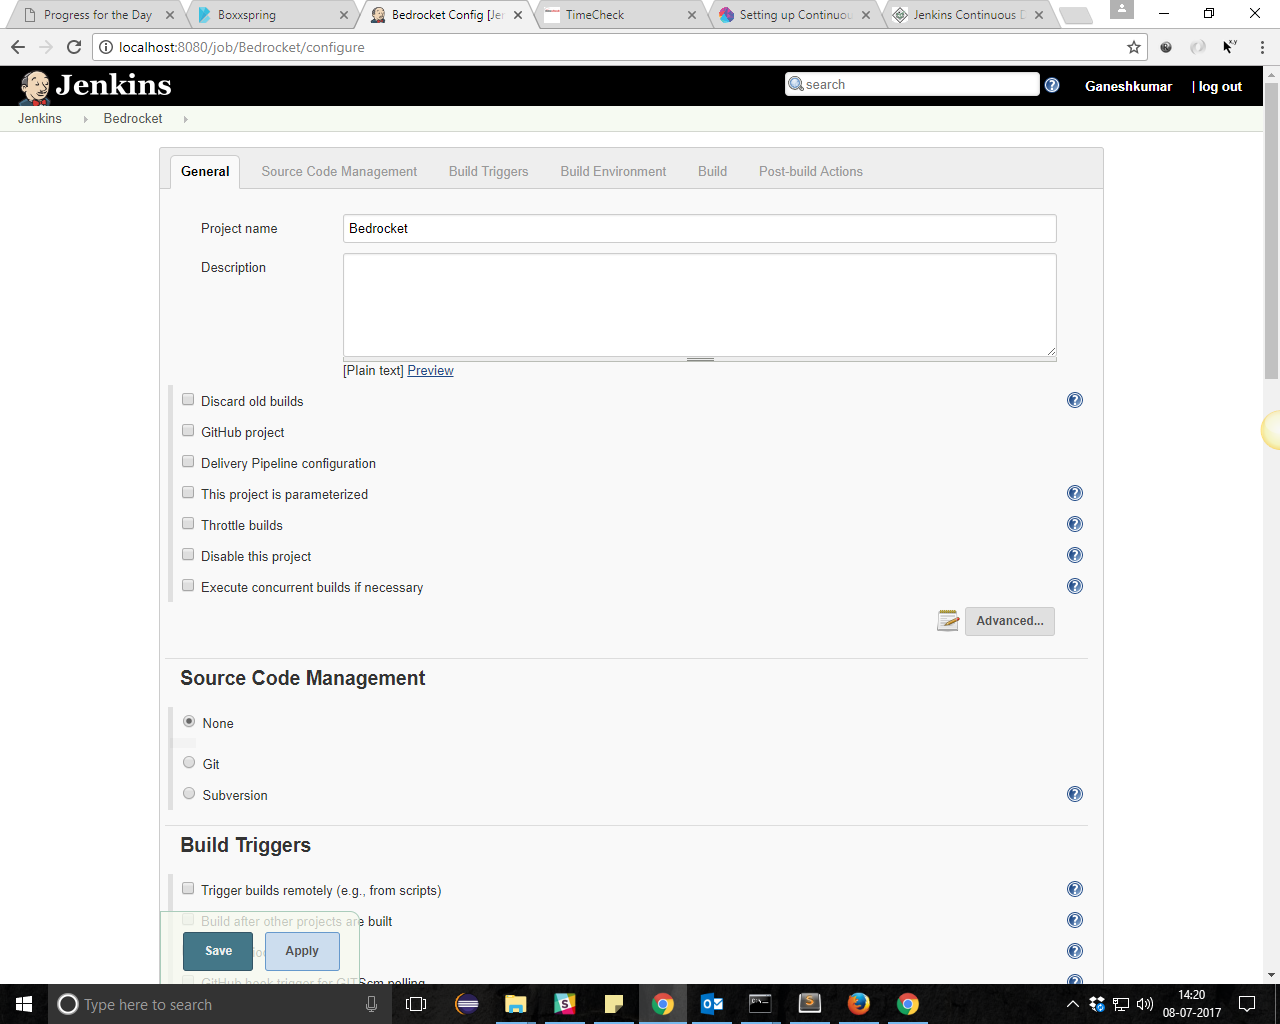 Progress for the Day
Boxxspring
Bedrocket Config [Je
TimeCheck
Setting up Continuou
Jenkins Continuous D
localhost:8080/job/Bedrocket/configure
Jenkins
search
Ganeshkumar
| log out
Jenkins
Bedrocket
General
Source Code Management
Build Triggers
Build Environment
Build
Post-build Actions
Project name
Bedrocket
Description
[Plain text] Preview
Discard old builds
GitHub project
Delivery Pipeline configuration
This project is parameterized
Throttle builds
Disable this project
Execute concurrent builds if necessary
Advanced...
Source Code Management
None
Git
Subversion
Build Triggers
Trigger builds remotely (e.g., from scripts)
Build after other projects are built
Save
Apply
GitHub hook trigger for GITScm polling
Type here to search
14:20
08-07-2017